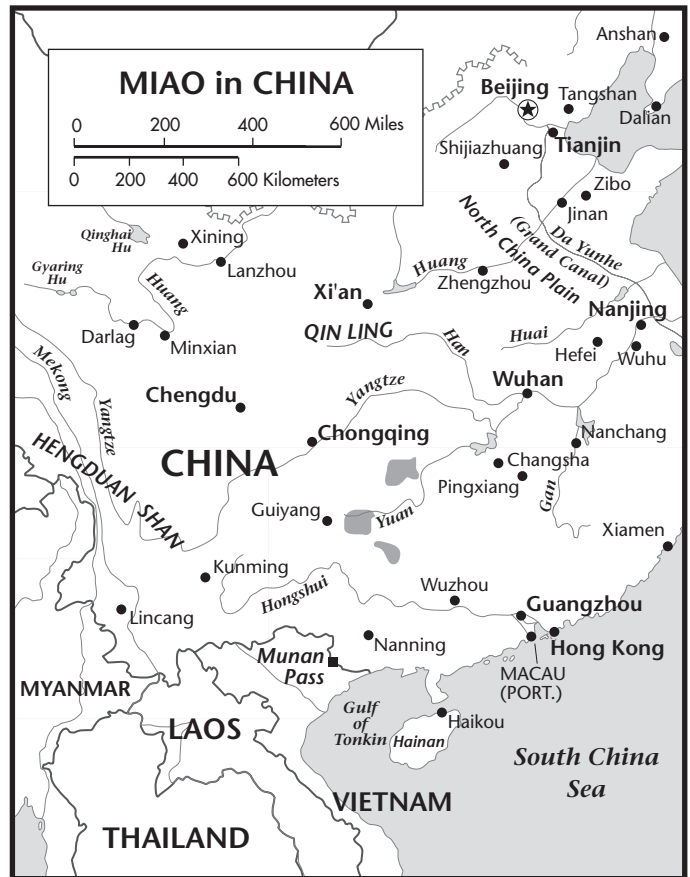 MIAO in CHINA
0 200 400 600 Miles
0 200 400 600 Kilometers
Anshan
Beijing
Tangshan
Dalian
Tianjin
Shijiazhuang
Zibo
Jinan
Qinghai
Hu
Xining
Lanzhou
Gyaring
Hu
Huang
Darlag
Minxian
Xi'an
Huang
Zhengzhou
North China Plain
(Grand Canal)
Da Yunhe
QIN LING
Han
Huai
Nanjing
Hefei
Wuhu
Mekong
Yangtze
Chengdu
Yangtze
Wuhan
CHINA
Chongqing
Nanchang
Changsha
Pingxiang
Gan
HENGDUAN SHAN
Guiyang
Yuan
Xiamen
Kunming
Hongshui
Wuzhou
Lincang
Guangzhou
Nanning
Hong Kong
MACAU
(PORT.)
Munan
Pass
MYANMAR
LAOS
Gulf
of
Tonkin
Haikou
Hainan
South China
Sea
VIETNAM
THAILAND